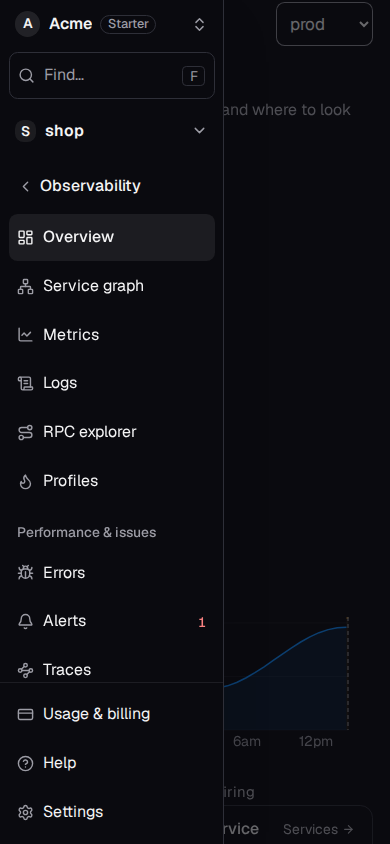 A Acme Starter
prod
Find... F
and where to look
S shop
Observability
Overview
Service graph
Metrics
Logs
RPC explorer
Profiles
Performance & issues
Errors
Alerts 1
Traces
Usage & billing
6am 12pm
Help
iring
rvice Services →
Settings